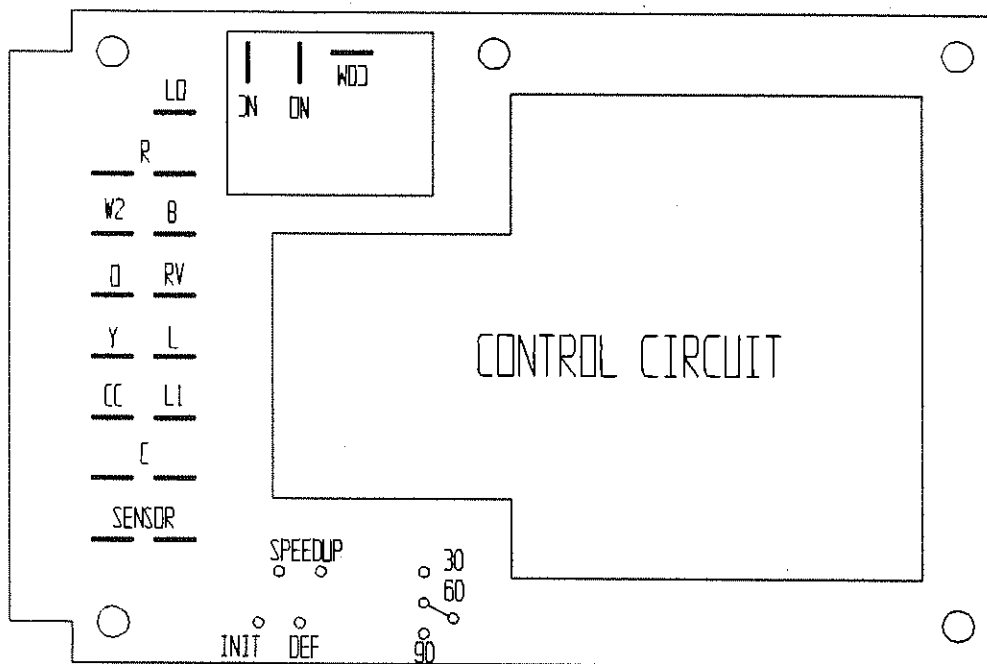 COM
LO
NC NO
R
W2 B
O RV
Y L
CONTROL CIRCUIT
CC L1
C
SENSOR
SPEEDUP 30
60
INIT DEF 90